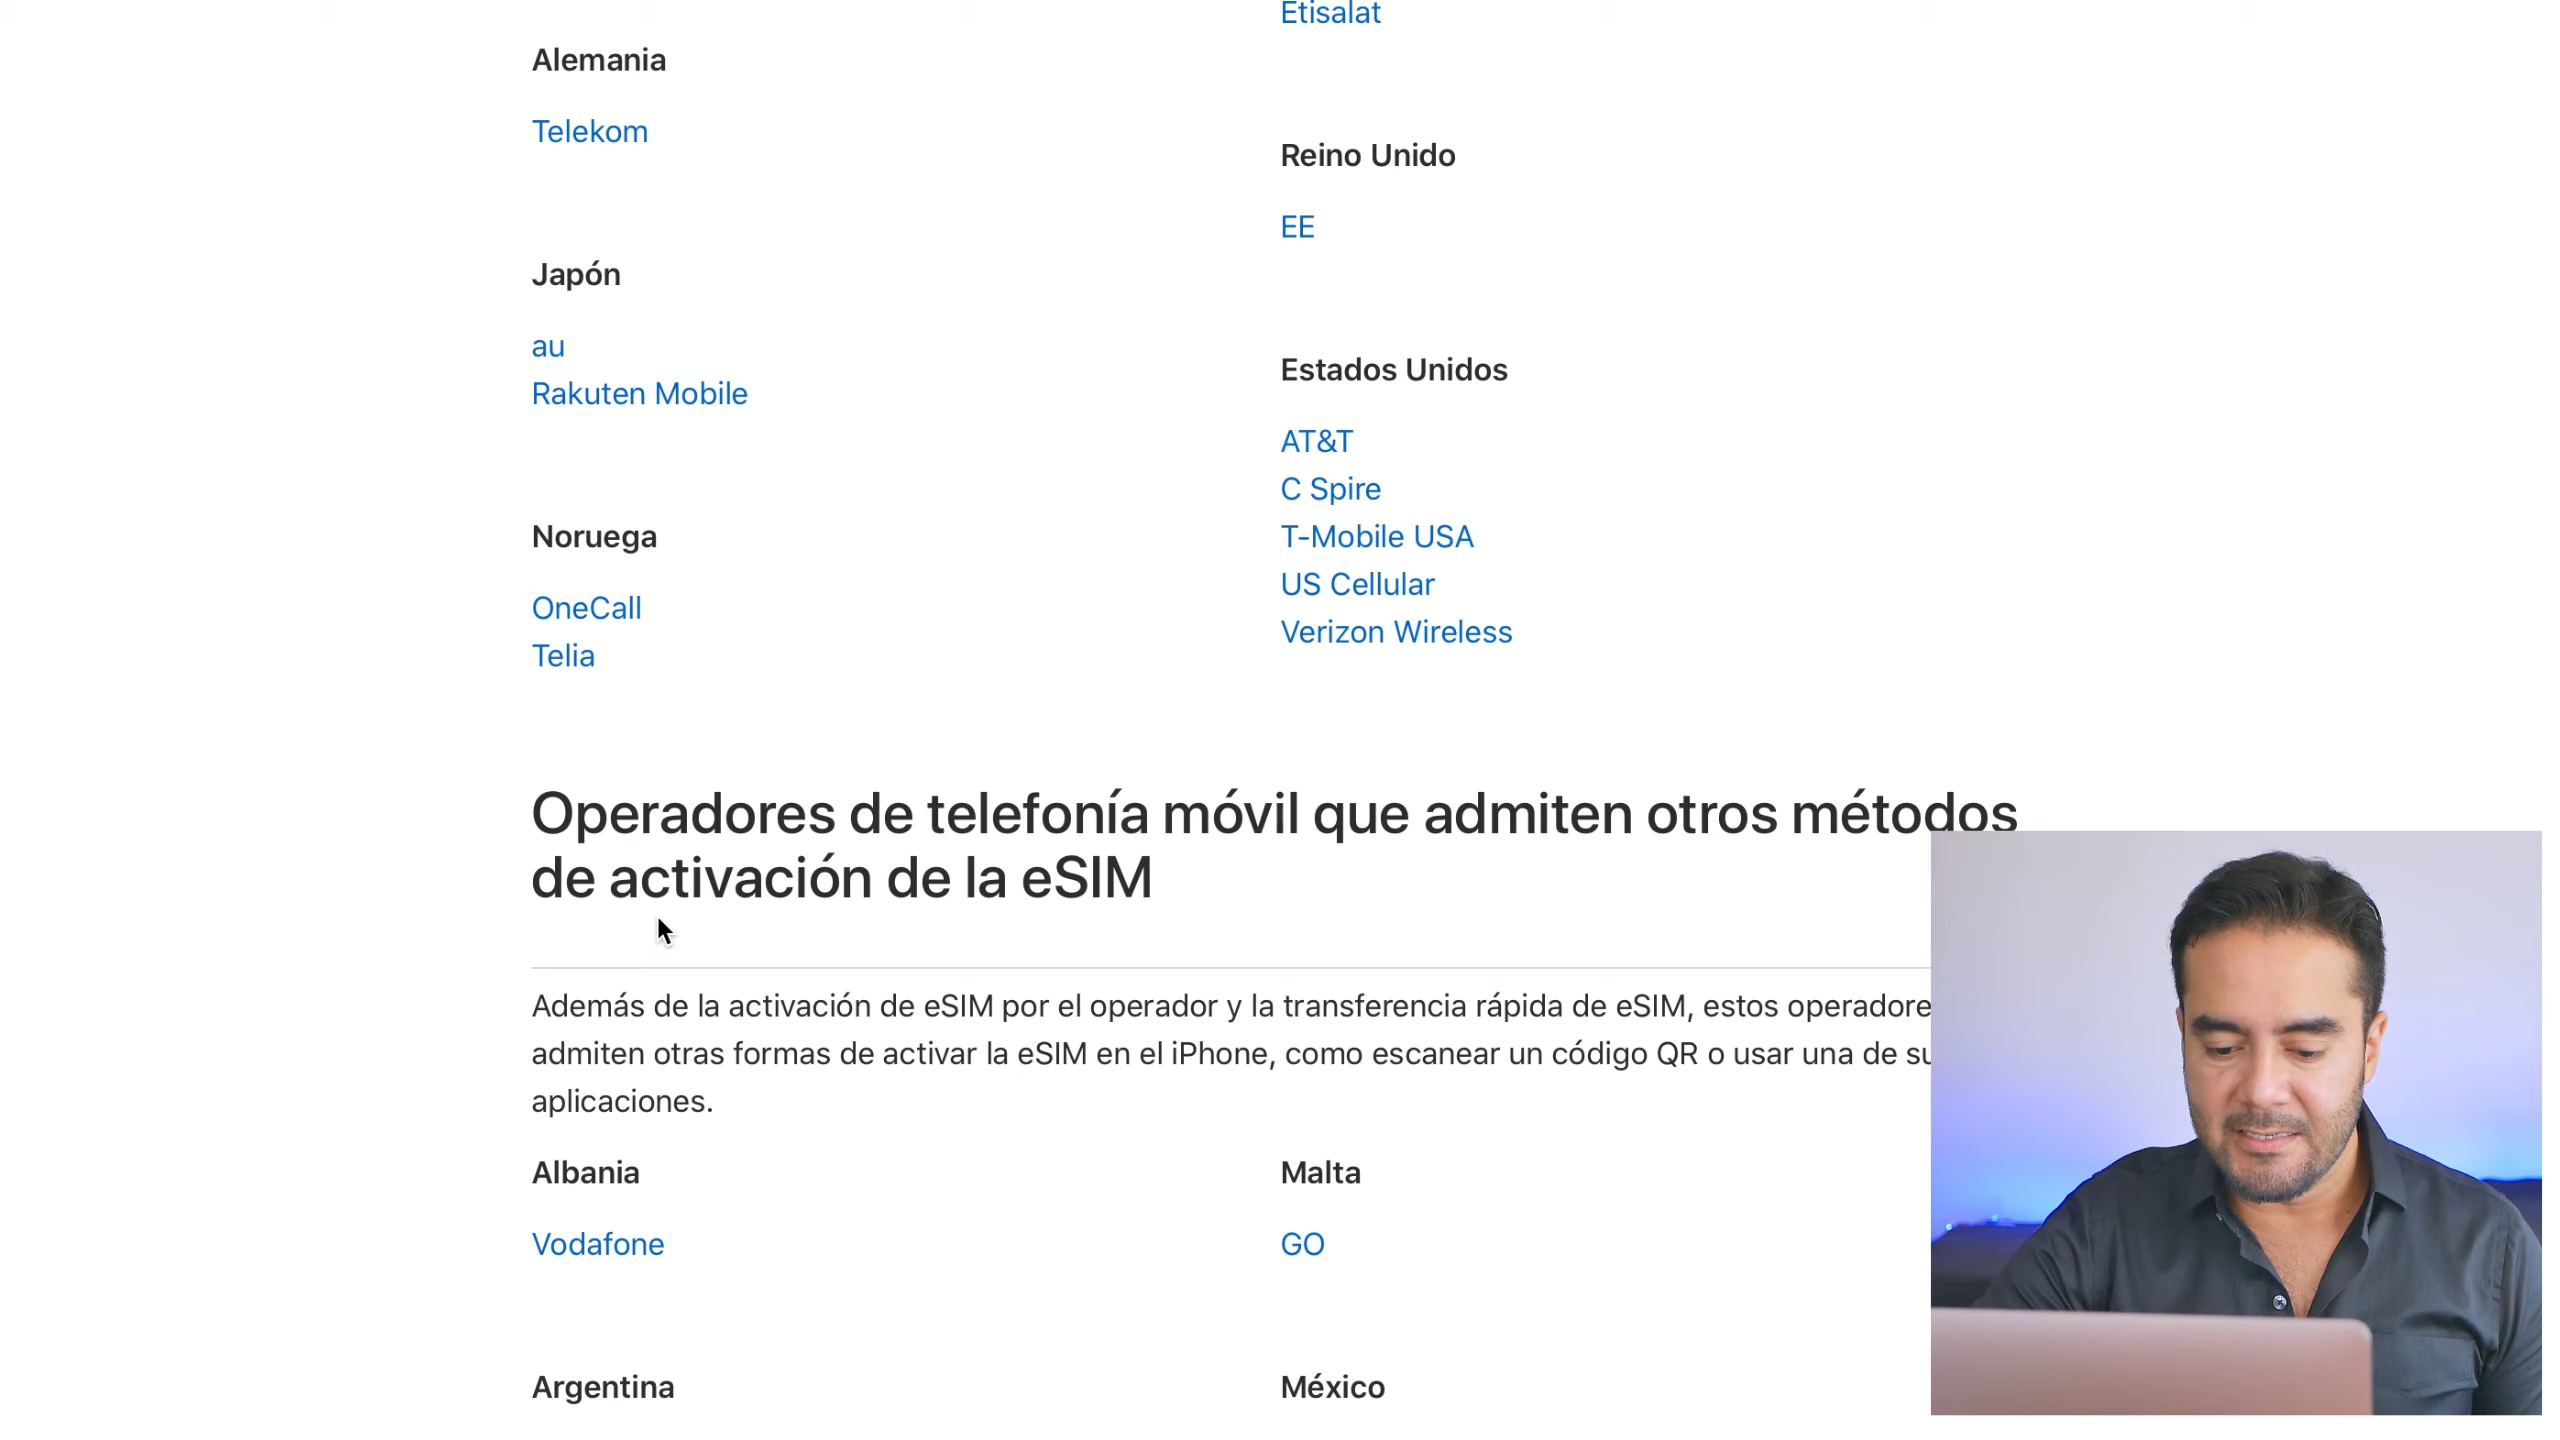 Etisalat
Alemania
Telekom
Japón
au
Rakuten Mobile
Noruega
OneCall
Telia
Reino Unido
EE
Estados Unidos
AT&T
C Spire
T-Mobile USA
US Cellular
Verizon Wireless
Operadores de telefonía móvil que admiten otros métodos
de activación de la eSIM
Además de la activación de eSIM por el operador y la transferencia rápida de eSIM, estos operadore
admiten otras formas de activar la eSIM en el iPhone, como escanear un código QR o usar una de su
aplicaciones.
Albania
Vodafone
Argentina
Malta
GO
México